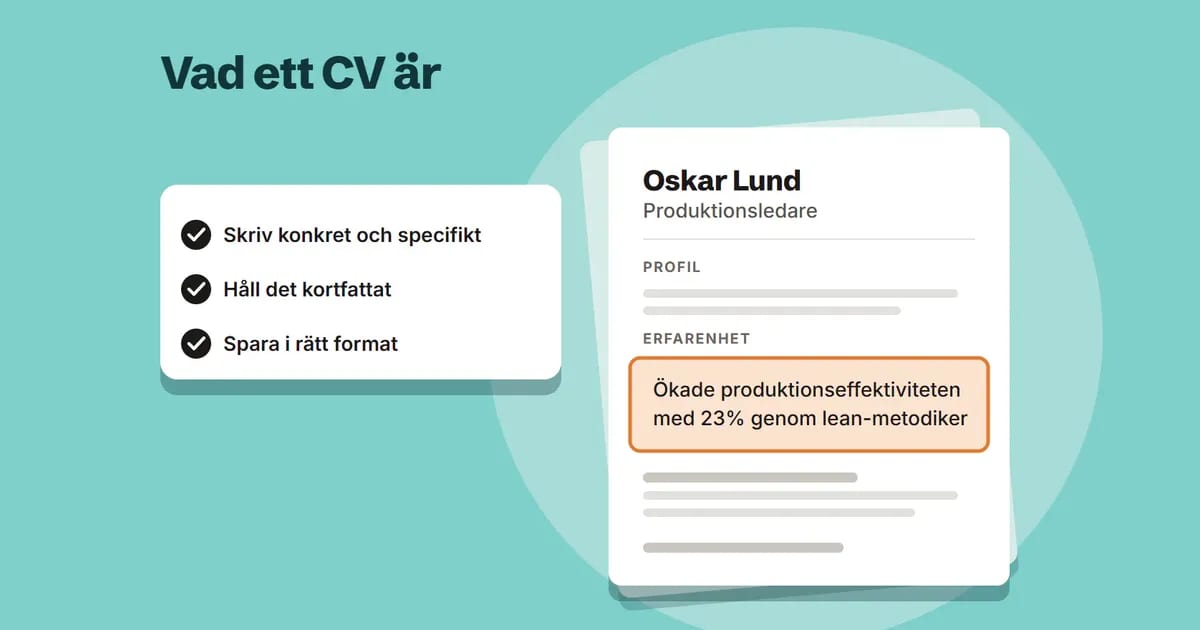 Vad ett CV är
Skriv konkret och specifikt
Håll det kortfattat
Spara i rätt format
Oskar Lund
Produktionsledare
PROFIL
ERFARENHET
Ökade produktionseffektiviteten
med 23% genom lean-metodiker